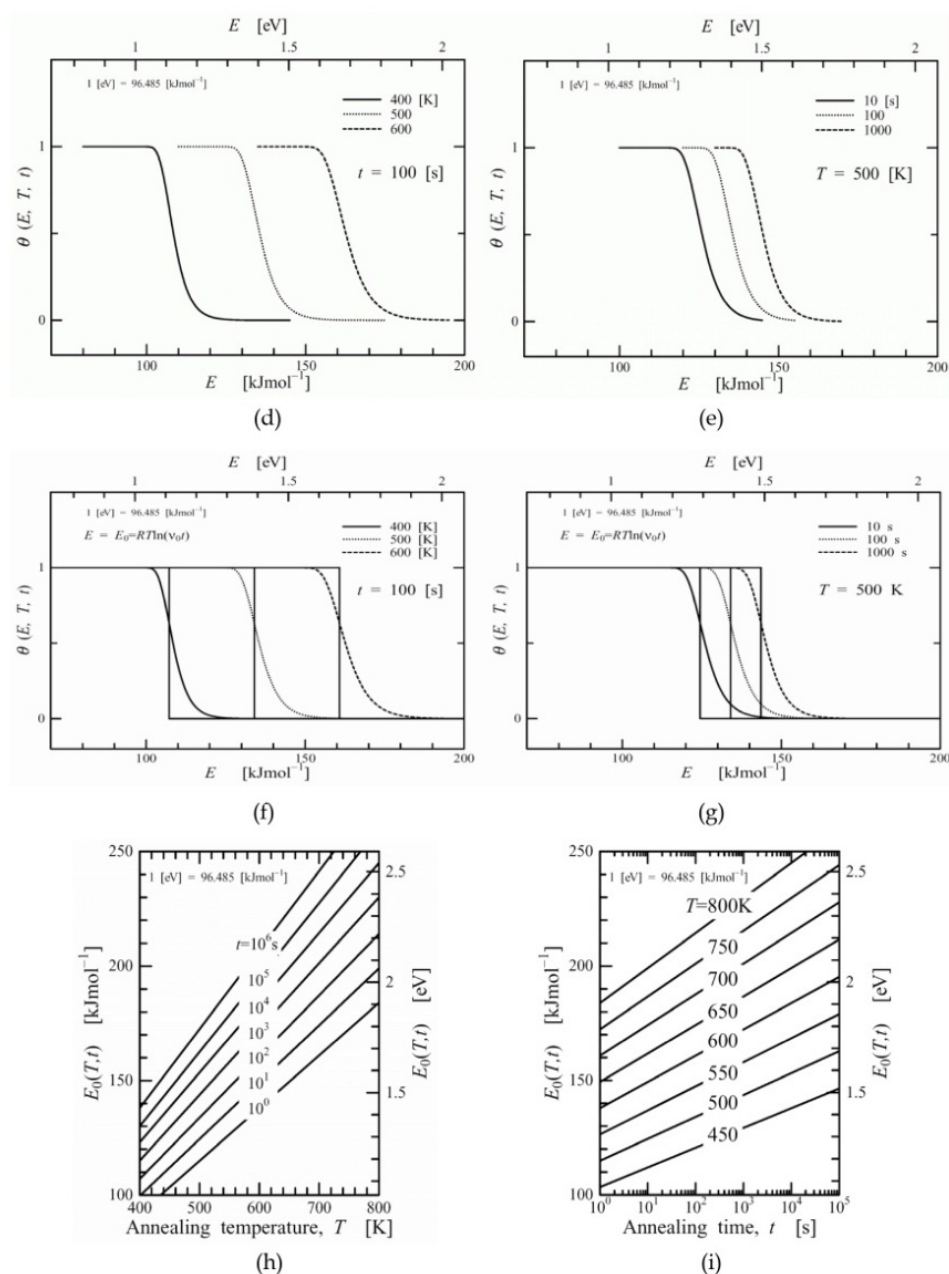 E [eV]
1 1.5 2
1 [eV] = 96.485 [kJmol⁻¹]
400 [K]
500
600
t = 100 [s]
θ (E, T, t)
1
0
100 150 200
E [kJmol⁻¹]
(d)
E [eV]
1 1.5 2
1 [eV] = 96.485 [kJmol⁻¹]
10 [s]
100
1000
T = 500 [K]
θ (E, T, t)
1
0
100 150 200
E [kJmol⁻¹]
(e)
E [eV]
1 1.5 2
1 [eV] = 96.485 [kJmol⁻¹]
E = E₀=RTln(ν₀t)
400 [K]
500 [K]
600 [K]
t = 100 [s]
θ (E, T, t)
1
0
100 150 200
E [kJmol⁻¹]
(f)
E [eV]
1 1.5 2
1 [eV] = 96.485 [kJmol⁻¹]
E = E₀=RTln(ν₀t)
10 s
100 s
1000 s
T = 500 K
θ (E, T, t)
1
0
100 150 200
E [kJmol⁻¹]
(g)
250
200
150
100
E₀(T,t) [kJmol⁻¹]
1 [eV] = 96.485 [kJmol⁻¹]
t=10⁶s
10⁵
10⁴
10³
10²
10¹
10⁰
2.5
2
1.5
E₀(T,t) [eV]
400 500 600 700 800
Annealing temperature, T [K]
(h)
250
200
150
100
E₀(T,t) [kJmol⁻¹]
1 [eV] = 96.485 [kJmol⁻¹]
T=800K
750
700
650
600
550
500
450
2.5
2
1.5
E₀(T,t) [eV]
10⁰ 10¹ 10² 10³ 10⁴ 10⁵
Annealing time, t [s]
(i)